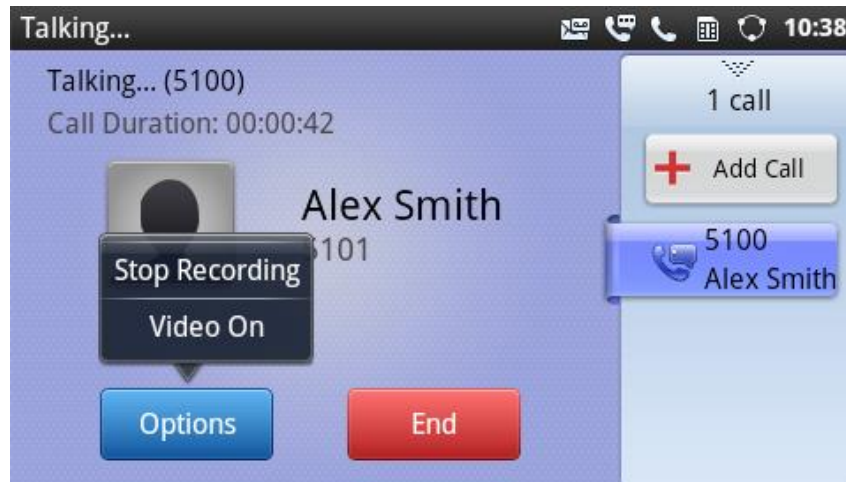 Talking...
10:38
Talking... (5100)
Call Duration: 00:00:42
Alex Smith
5101
Stop Recording
Video On
Options
End
1 call
Add Call
5100
Alex Smith